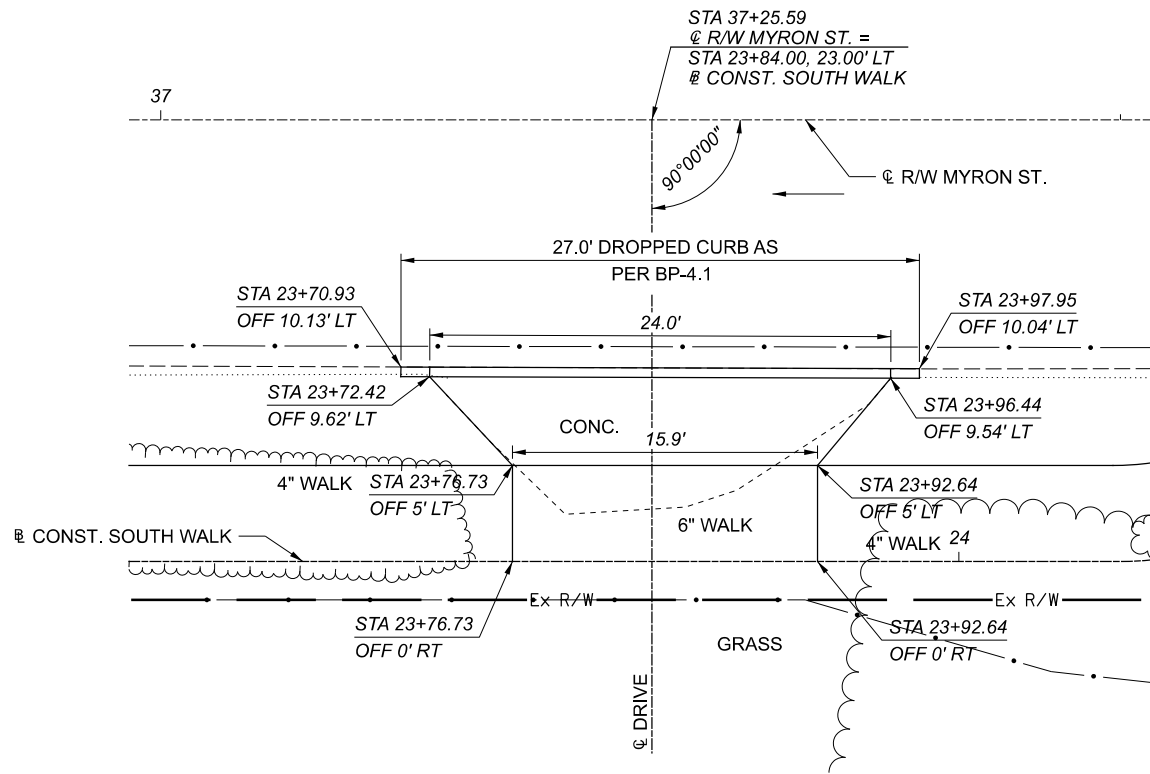 STA 37+25.59
℄ R/W MYRON ST. =
STA 23+84.00, 23.00' LT
B̲L̲ CONST. SOUTH WALK
37
90°00'00"
℄ R/W MYRON ST.
27.0' DROPPED CURB AS
PER BP-4.1
STA 23+70.93
OFF 10.13' LT
24.0'
STA 23+97.95
OFF 10.04' LT
STA 23+72.42
OFF 9.62' LT
STA 23+96.44
OFF 9.54' LT
CONC.
15.9'
4" WALK
STA 23+76.73
OFF 5' LT
STA 23+92.64
OFF 5' LT
6" WALK
4" WALK
24
B̲L̲ CONST. SOUTH WALK
Ex R/W
Ex R/W
STA 23+76.73
OFF 0' RT
STA 23+92.64
OFF 0' RT
GRASS
℄ DRIVE